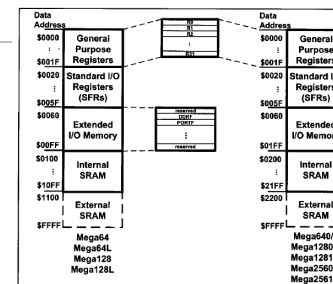 Data
Address
$0000
$001F
General
Purpose
Registers
$0020
$005F
Standard I/O
Registers
(SFRs)
$0060
$00FF
Extended
I/O Memory
$0100
$10FF
Internal
SRAM
$1100
$FFFF
External
SRAM
Mega64
Mega64L
Mega128
Mega128L
R0
R1
R2
R31
reserved
DDRF
PORTF
reserved
Data
Address
$0000
$001F
General
Purpose
Registers
$0020
$005F
Standard I
Registers
(SFRs)
$0060
$01FF
Extended
I/O Memory
$0200
$21FF
Internal
SRAM
$2200
$FFFF
External
SRAM
Mega640/
Mega1280
Mega1281
Mega2560
Mega2561